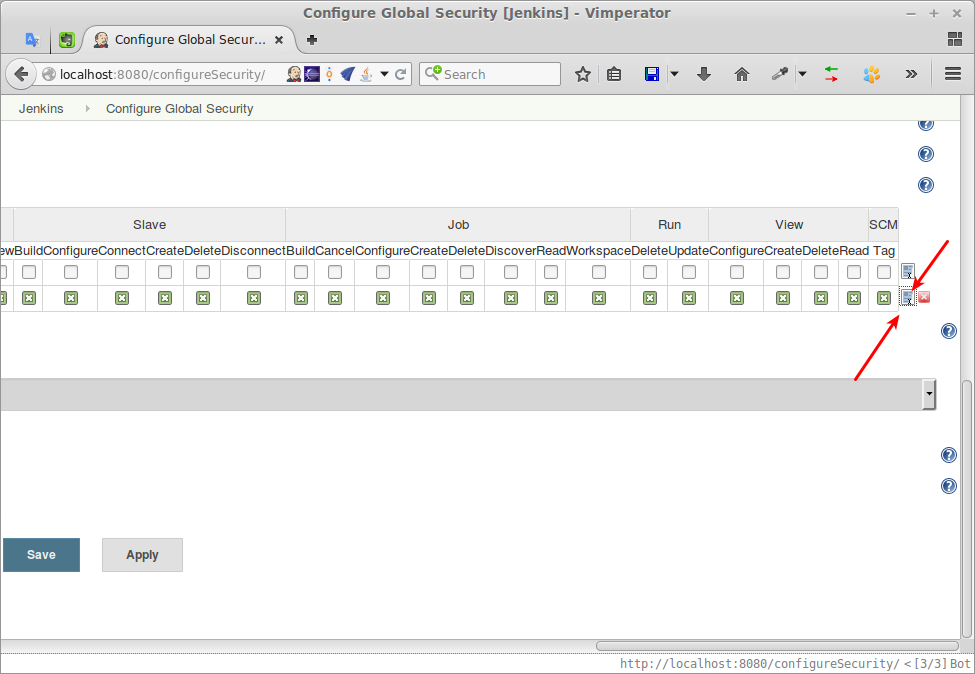 Configure Global Security [Jenkins] - Vimperator
Configure Global Secur...
localhost:8080/configureSecurity/
Search
Jenkins Configure Global Security
Slave Job Run View SCM
ew Build Configure Connect Create Delete Disconnect Build Cancel Configure Create Delete Discover Read Workspace Delete Update Configure Create Delete Read Tag
Save Apply
http://localhost:8080/configureSecurity/ <[3/3] Bot